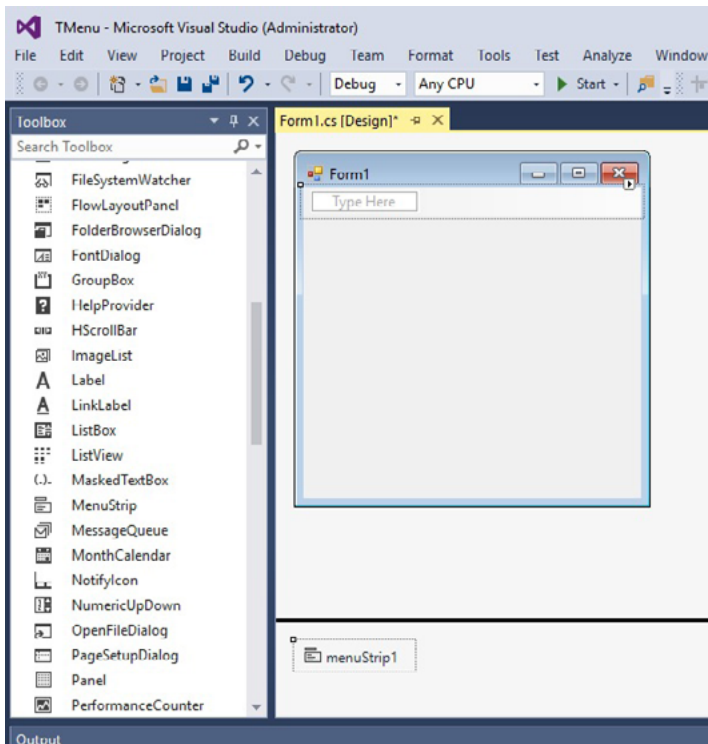 TMenu - Microsoft Visual Studio (Administrator)
File Edit View Project Build Debug Team Format Tools Test Analyze Window
Debug Any CPU Start
Toolbox
Form1.cs [Design]*
Search Toolbox
FileSystemWatcher
FlowLayoutPanel
FolderBrowserDialog
FontDialog
GroupBox
HelpProvider
HScrollBar
ImageList
A Label
A LinkLabel
ListBox
ListView
(.). MaskedTextBox
MenuStrip
MessageQueue
MonthCalendar
NotifyIcon
NumericUpDown
OpenFileDialog
PageSetupDialog
Panel
PerformanceCounter
Form1
Type Here
menuStrip1
Output